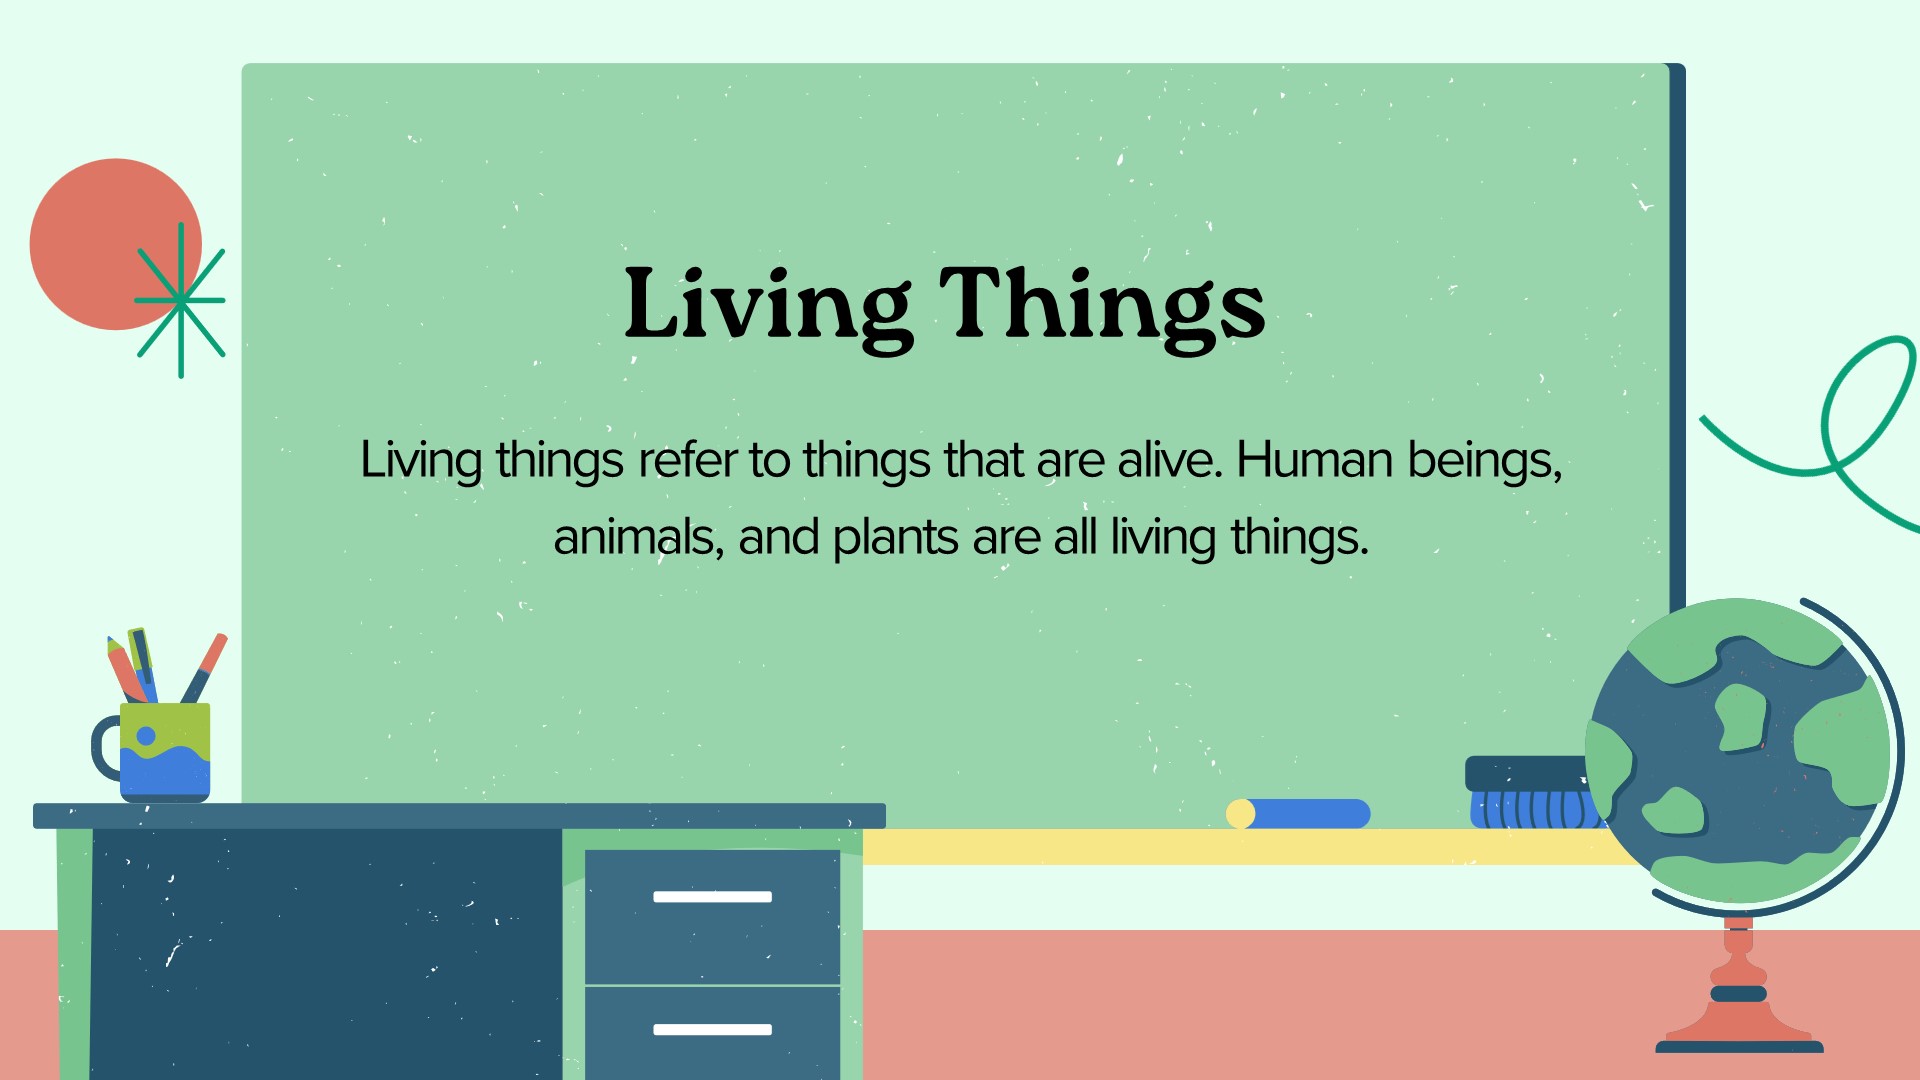 Living Things
Living things refer to things that are alive. Human beings,
animals, and plants are all living things.